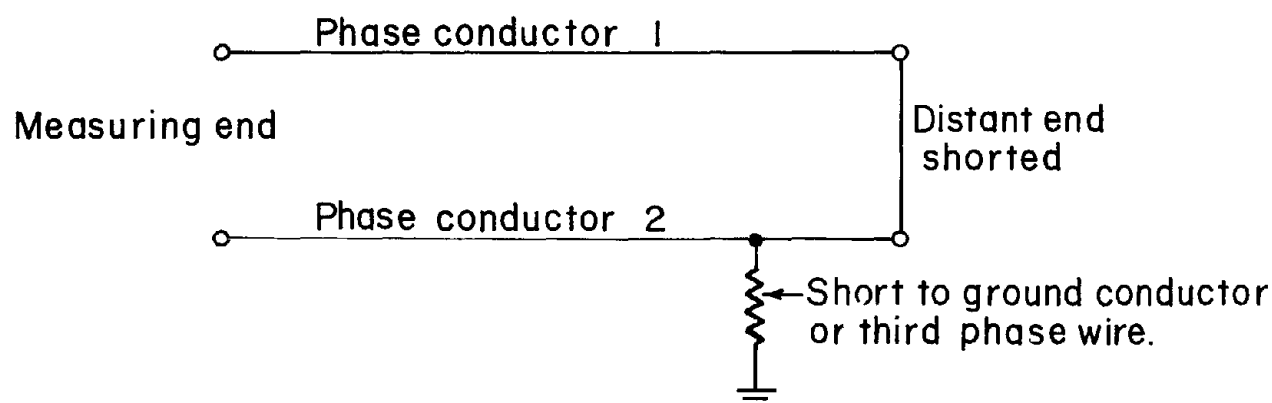 Phase conductor 1
Measuring end
Distant end
shorted
Phase conductor 2
Short to ground conductor
or third phase wire.